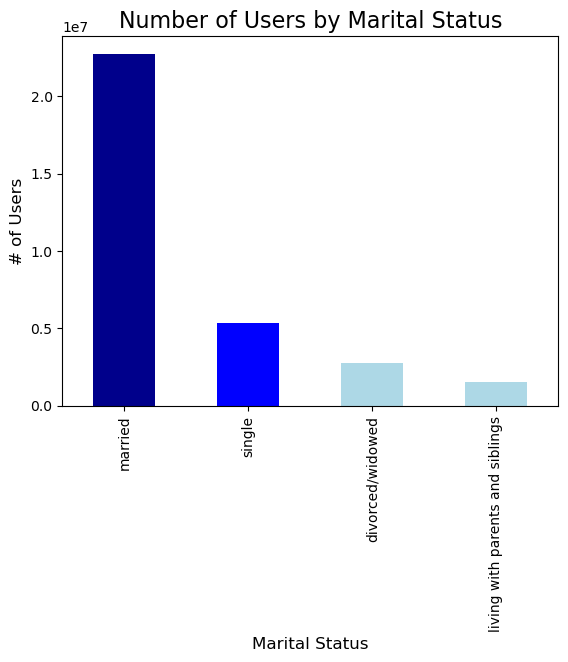 Number of Users by Marital Status
1e7
2.0
1.5
1.0
0.5
0.0
# of Users
married
single
divorced/widowed
living with parents and siblings
Marital Status